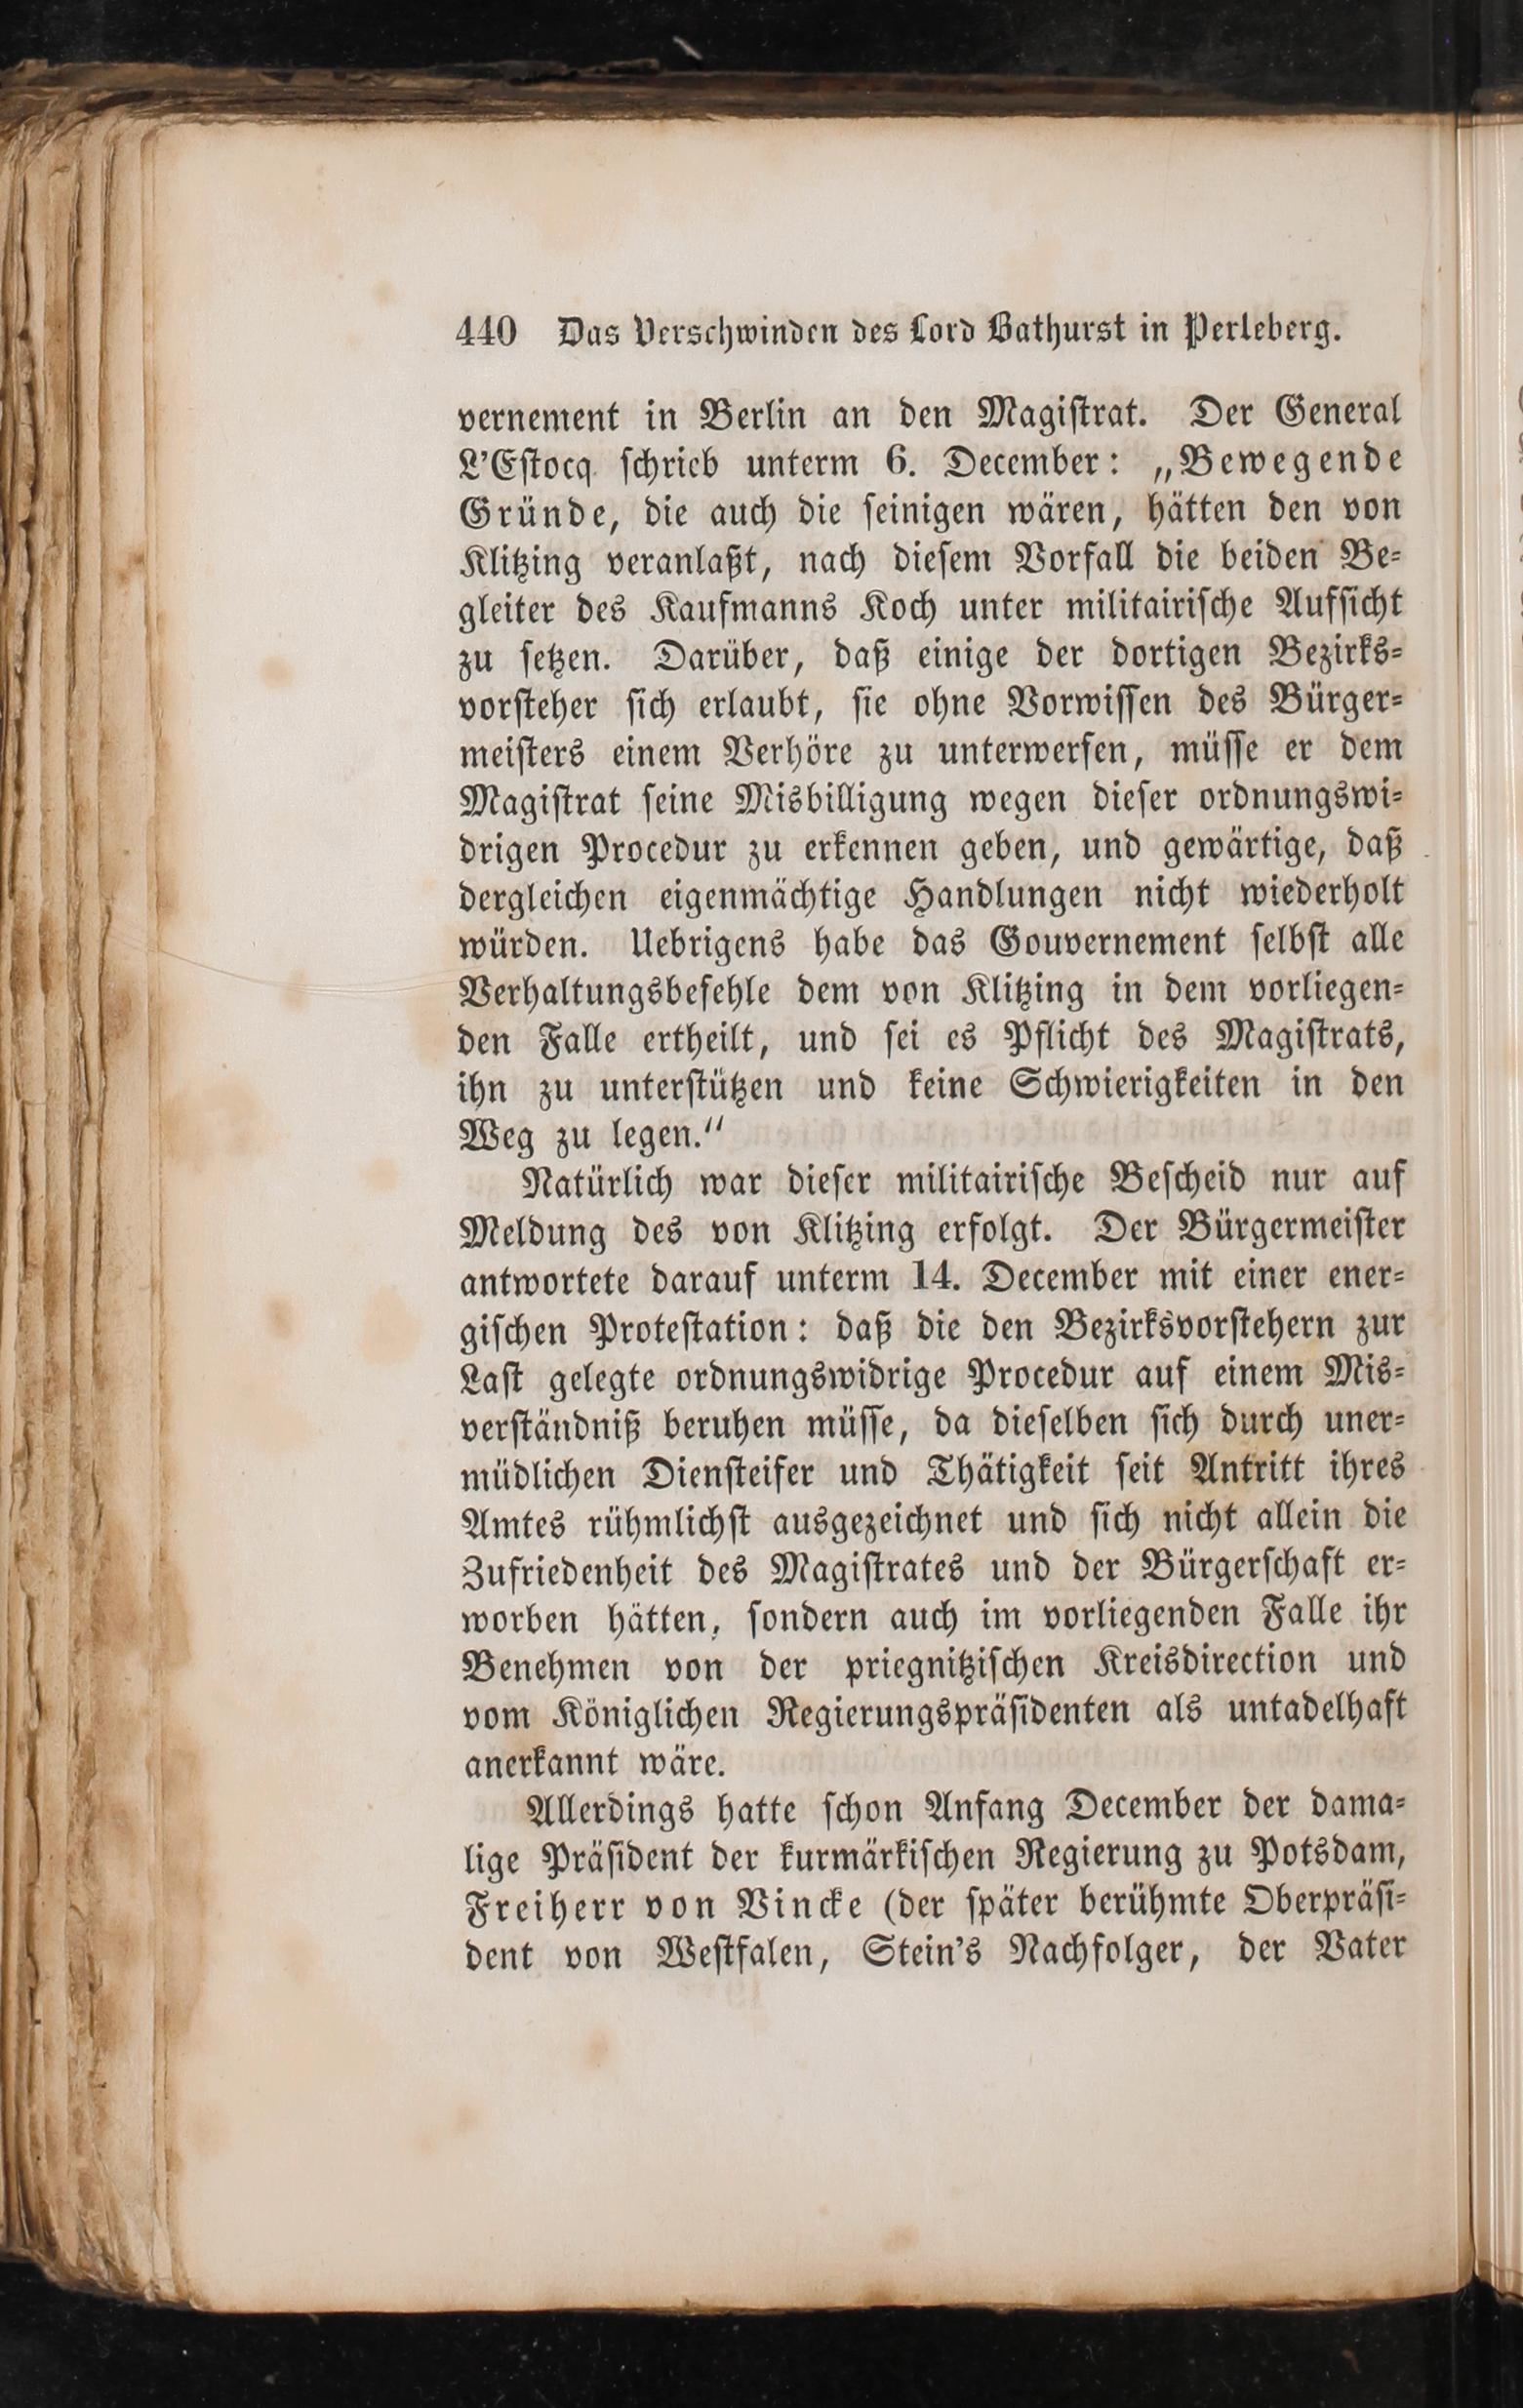 440 Das Verschwinden des Lord Bathurst in Perleberg.
vernement in Berlin an den Magiſtrat. Der General
L'Eſtocq ſchrieb unterm 6. December: „Bewegende
Gründe, die auch die ſeinigen wären, hätten den von
Klitzing veranlaßt, nach dieſem Vorfall die beiden Be-
gleiter des Kaufmanns Koch unter militairiſche Aufſicht
zu ſetzen. Darüber, daß einige der dortigen Bezirks-
vorſteher ſich erlaubt, ſie ohne Vorwiſſen des Bürger-
meiſters einem Verhöre zu unterwerfen, müſſe er dem
Magiſtrat ſeine Misbilligung wegen dieſer ordnungswi-
drigen Procedur zu erkennen geben, und gewärtige, daß
dergleichen eigenmächtige Handlungen nicht wiederholt
würden. Uebrigens habe das Gouvernement ſelbſt alle
Verhaltungsbefehle dem von Klitzing in dem vorliegen-
den Falle ertheilt, und ſei es Pflicht des Magiſtrats,
ihn zu unterſtützen und keine Schwierigkeiten in den
Weg zu legen.“
Natürlich war dieſer militairiſche Beſcheid nur auf
Meldung des von Klitzing erfolgt. Der Bürgermeiſter
antwortete darauf unterm 14. December mit einer ener-
giſchen Proteſtation: daß die den Bezirksvorſtehern zur
Laſt gelegte ordnungswidrige Procedur auf einem Mis-
verſtändniß beruhen müſſe, da dieſelben ſich durch uner-
müdlichen Dienſteifer und Thätigkeit ſeit Antritt ihres
Amtes rühmlichſt ausgezeichnet und ſich nicht allein die
Zufriedenheit des Magiſtrates und der Bürgerſchaft er-
worben hätten, ſondern auch im vorliegenden Falle ihr
Benehmen von der priegnitziſchen Kreisdirection und
vom Königlichen Regierungspräſidenten als untadelhaft
anerkannt wäre.
Allerdings hatte ſchon Anfang December der dama-
lige Präſident der kurmärkiſchen Regierung zu Potsdam,
Freiherr von Vincke (der ſpäter berühmte Oberpräſi-
dent von Weſtfalen, Stein's Nachfolger, der Vater